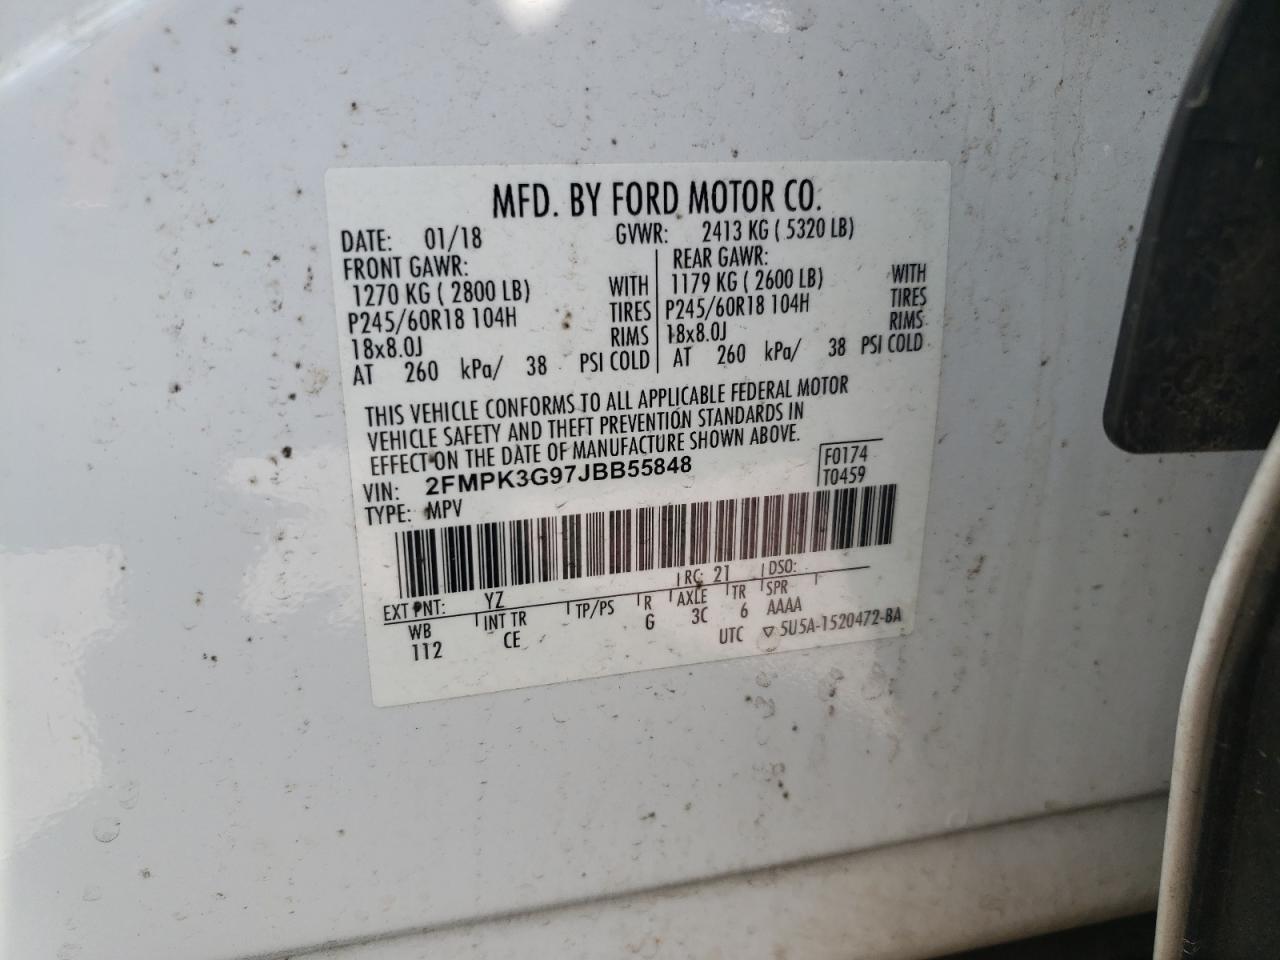 MFD. BY FORD MOTOR CO.
DATE: 01/18 GVWR: 2413 KG ( 5320 LB)
FRONT GAWR: REAR GAWR:
1270 KG ( 2800 LB) WITH 1179 KG ( 2600 LB) WITH
P245/60R18 104H TIRES P245/60R18 104H TIRES
18x8.0J RIMS 18x8.0J RIMS
AT 260 kPa/ 38 PSI COLD AT 260 kPa/ 38 PSI COLD
THIS VEHICLE CONFORMS TO ALL APPLICABLE FEDERAL MOTOR
VEHICLE SAFETY AND THEFT PREVENTION STANDARDS IN
EFFECT ON THE DATE OF MANUFACTURE SHOWN ABOVE.
VIN: 2FMPK3G97JBB55848 F0174
TYPE: MPV T0459
EXT PNT: YZ RC: 21 DSO:
WB INT TR TP/PS R AXLE TR SPR
112 CE G 3C 6 AAAA
UTC ▽ 5U5A-1520472-BA